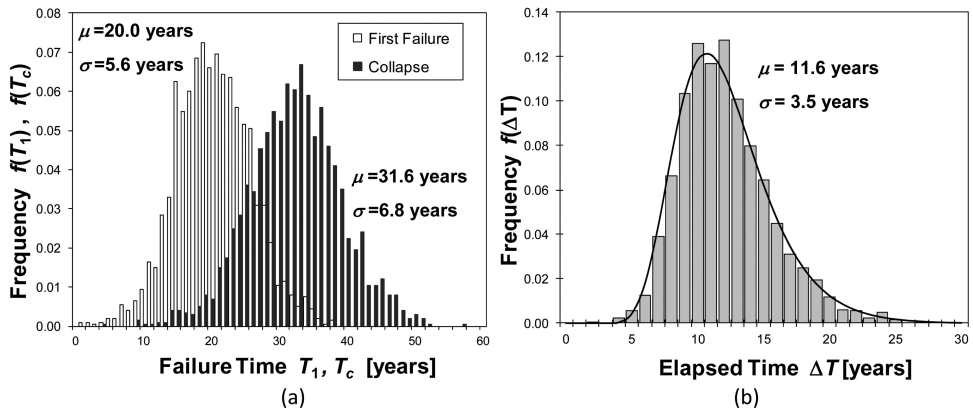 0.08
0.07
0.06
0.05
0.04
0.03
0.02
0.01
0.00
Frequency f(T1) , f(Tc)
μ=20.0 years
σ=5.6 years
First Failure
Collapse
μ=31.6 years
σ=6.8 years
0 10 20 30 40 50 60
Failure Time T1 , Tc [years]
(a)
0.14
0.12
0.10
0.08
0.06
0.04
0.02
0.00
Frequency f(ΔT)
μ = 11.6 years
σ = 3.5 years
0 5 10 15 20 25 30
Elapsed Time ΔT [years]
(b)